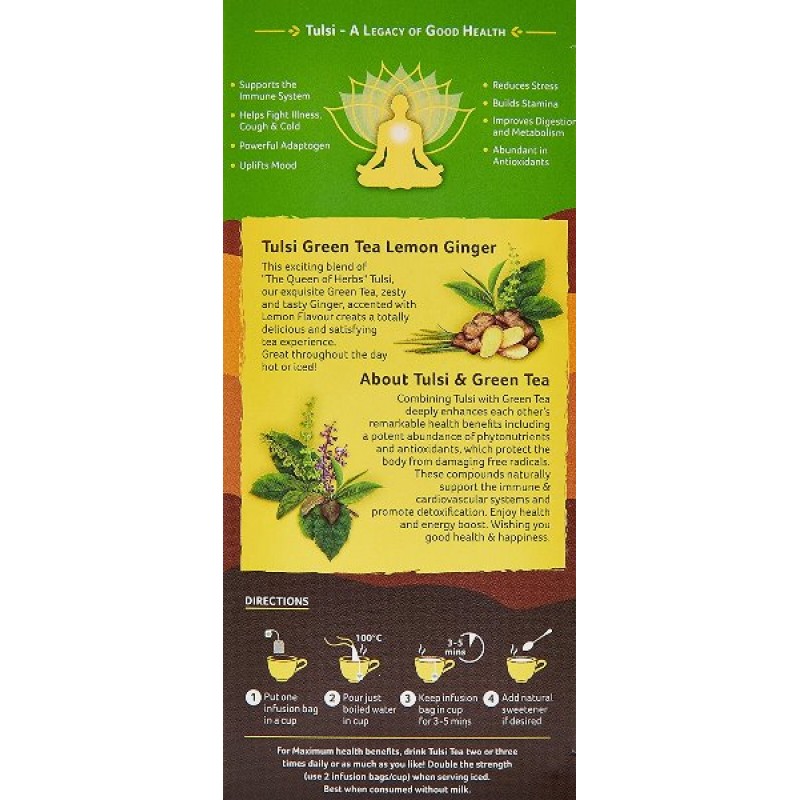 Tulsi - A Legacy of Good Health
• Supports the
Immune System
• Helps Fight Illness,
Cough & Cold
• Powerful Adaptogen
• Uplifts Mood
• Reduces Stress
• Builds Stamina
• Improves Digestion
and Metabolism
• Abundant in
Antioxidants
Tulsi Green Tea Lemon Ginger
This exciting blend of
"The Queen of Herbs" Tulsi,
our exquisite Green Tea, zesty
and tasty Ginger, accented with
Lemon Flavour creats a totally
delicious and satisfying
tea experience.
Great throughout the day
hot or iced!
About Tulsi & Green Tea
Combining Tulsi with Green Tea
deeply enhances each other's
remarkable health benefits including
a potent abundance of phytonutrients
and antioxidants, which protect the
body from damaging free radicals.
These compounds naturally
support the immune &
cardiovascular systems and
promote detoxification. Enjoy health
and energy boost. Wishing you
good health & happiness.
DIRECTIONS
100°C
3-5
mins
1 Put one
infusion bag
in a cup
2 Pour just
boiled water
in cup
3 Keep infusion
bag in cup
for 3-5 mins
4 Add natural
sweetener
if desired
For Maximum health benefits, drink Tulsi Tea two or three
times daily or as much as you like! Double the strength
(use 2 infusion bags/cup) when serving iced.
Best when consumed without milk.